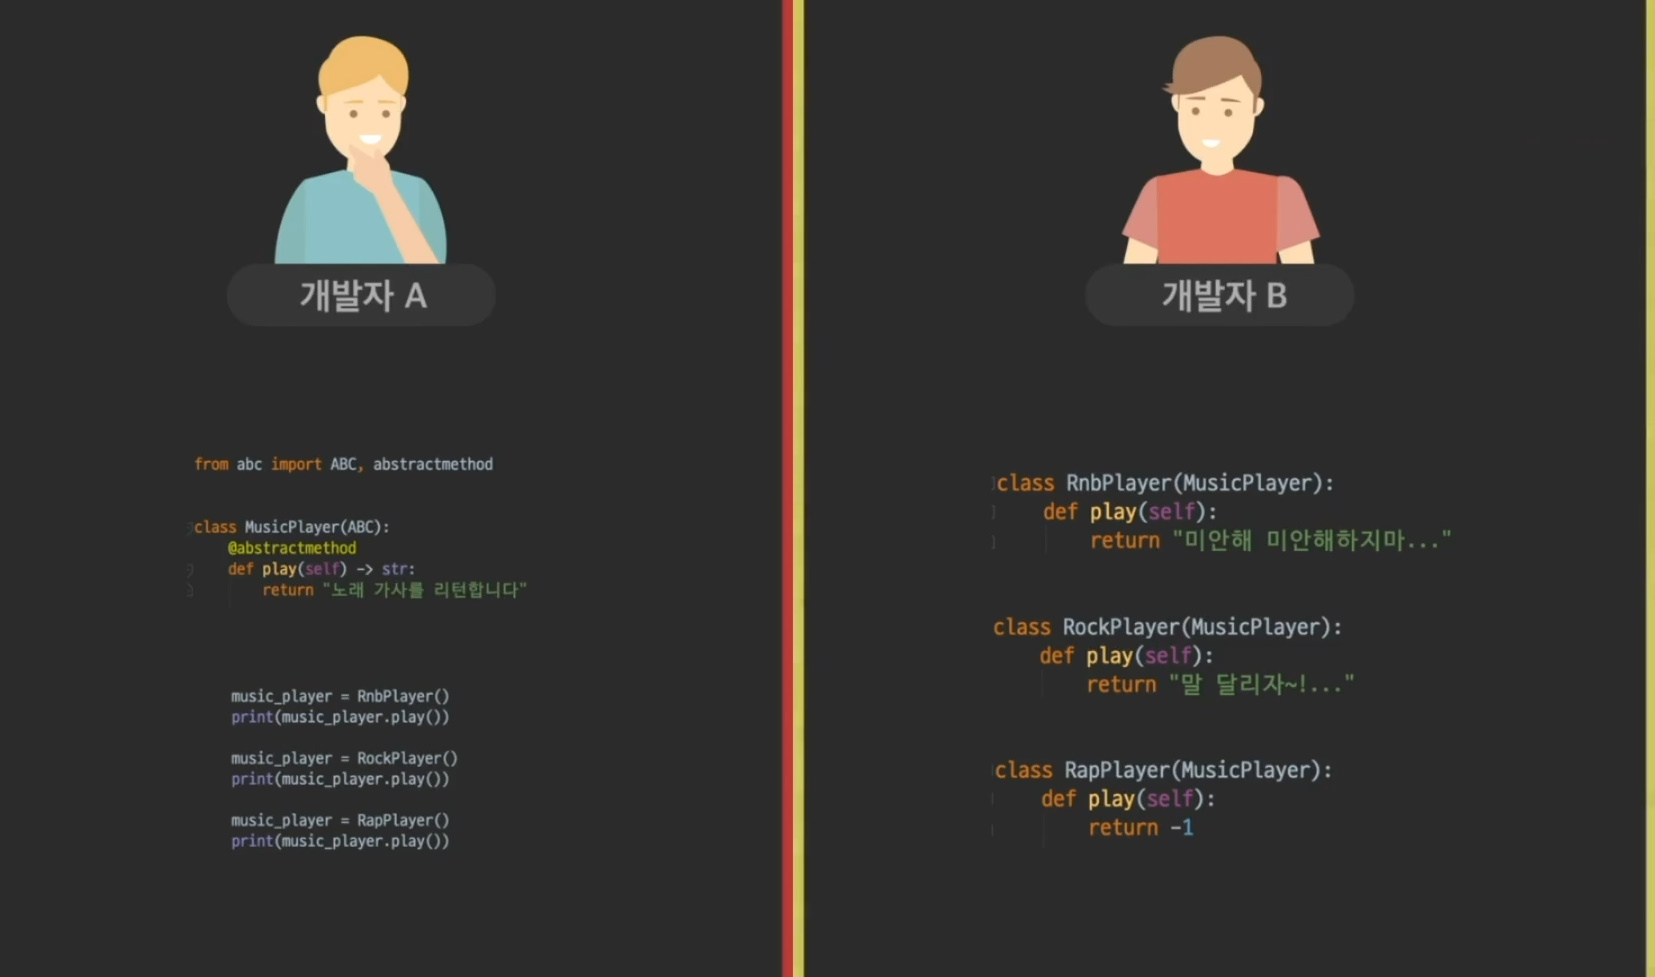 개발자 A
from abc import ABC, abstractmethod
class MusicPlayer(ABC):
    @abstractmethod
    def play(self) -> str:
        return "노래 가사를 리턴합니다"
music_player = RnbPlayer()
print(music_player.play())
music_player = RockPlayer()
print(music_player.play())
music_player = RapPlayer()
print(music_player.play())
개발자 B
class RnbPlayer(MusicPlayer):
    def play(self):
        return "미안해 미안해하지마..."
class RockPlayer(MusicPlayer):
    def play(self):
        return "말 달리자~!..."
class RapPlayer(MusicPlayer):
    def play(self):
        return -1